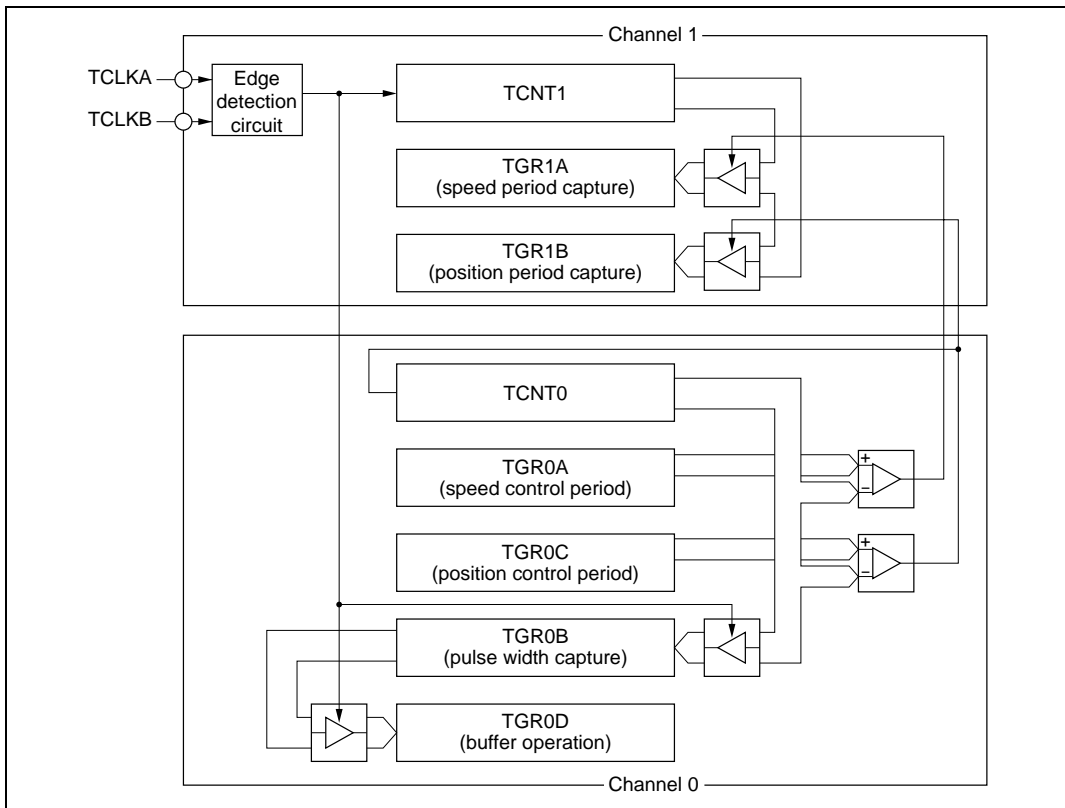 Channel 1
TCLKA
TCLKB
Edge
detection
circuit
TCNT1
TGR1A
(speed period capture)
TGR1B
(position period capture)
TCNT0
TGR0A
(speed control period)
+
−
TGR0C
(position control period)
+
−
TGR0B
(pulse width capture)
TGR0D
(buffer operation)
Channel 0